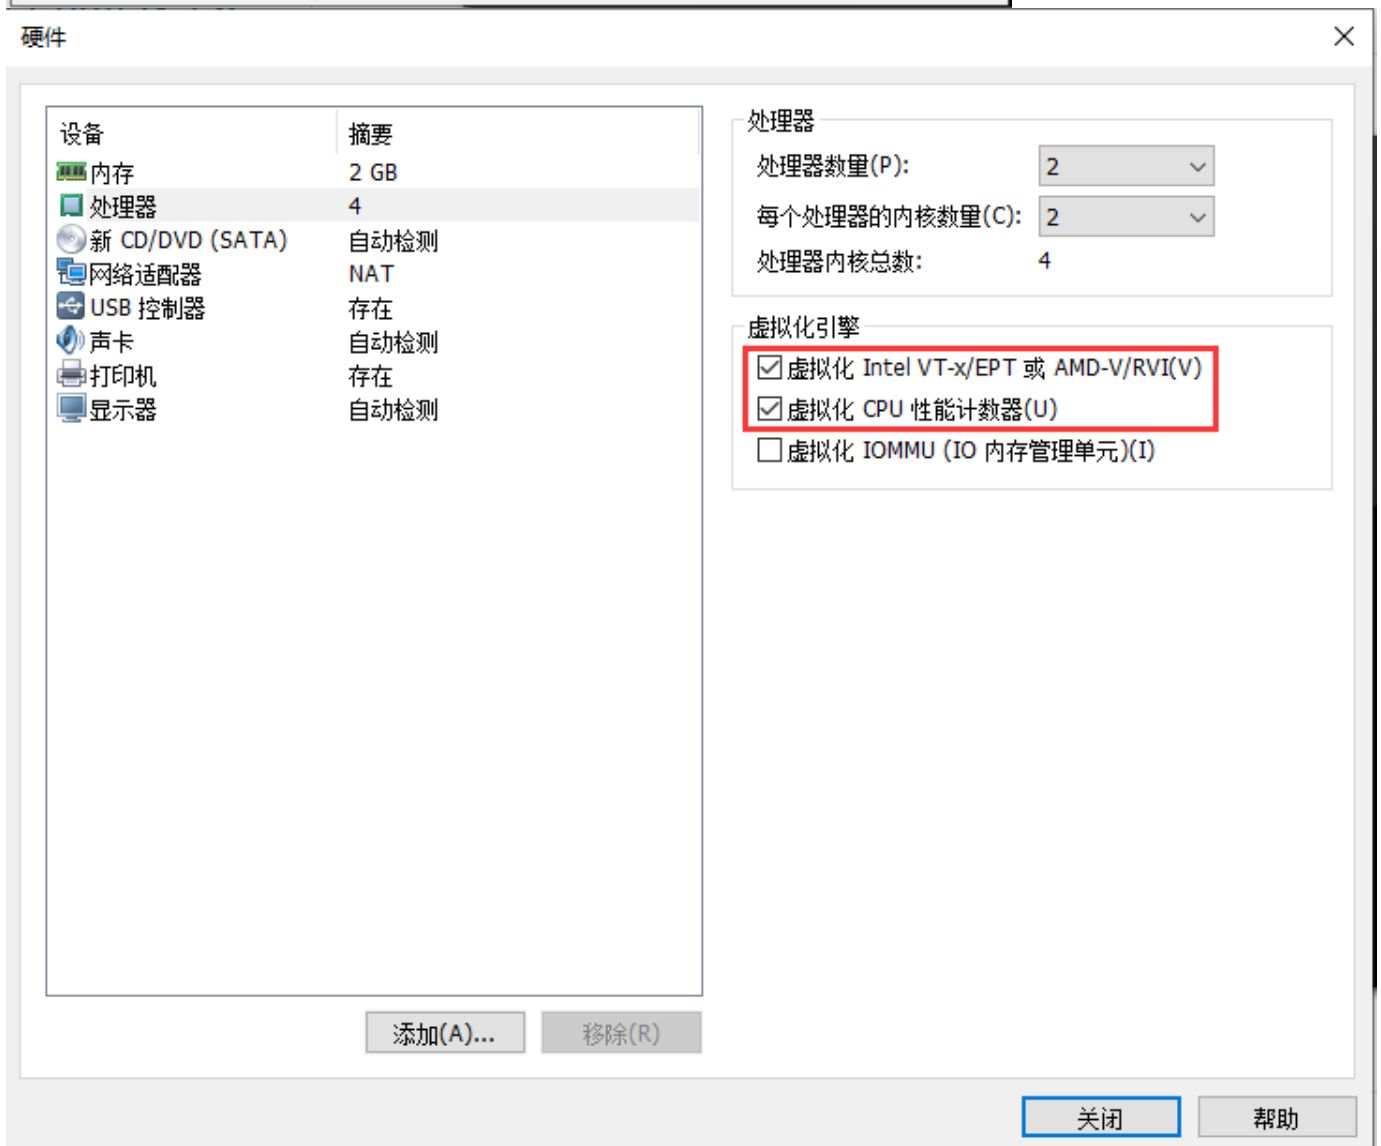 硬件
设备 摘要
内存 2 GB
处理器 4
新 CD/DVD (SATA) 自动检测
网络适配器 NAT
USB 控制器 存在
声卡 自动检测
打印机 存在
显示器 自动检测
添加(A)... 移除(R)
处理器
处理器数量(P): 2
每个处理器的内核数量(C): 2
处理器内核总数: 4
虚拟化引擎
虚拟化 Intel VT-x/EPT 或 AMD-V/RVI(V)
虚拟化 CPU 性能计数器(U)
虚拟化 IOMMU (IO 内存管理单元)(I)
关闭 帮助